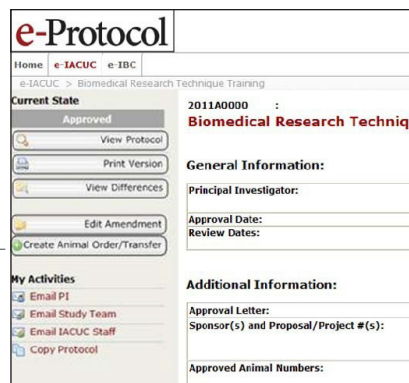 e-Protocol
Home e-IACUC e-IBC
e-IACUC > Biomedical Research Technique Training
Current State
Approved
View Protocol
Print Version
View Differences
Edit Amendment
Create Animal Order/Transfer
My Activities
Email PI
Email Study Team
Email IACUC Staff
Copy Protocol
2011A0000 :
Biomedical Research Techniq
General Information:
Principal Investigator:
Approval Date:
Review Dates:
Additional Information:
Approval Letter:
Sponsor(s) and Proposal/Project #(s):
Approved Animal Numbers: